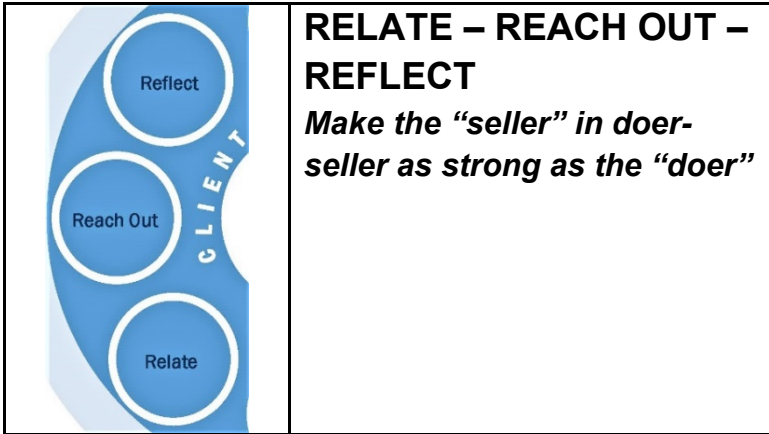 Reflect
Reach Out
Relate
CLIENT
RELATE – REACH OUT –
REFLECT
Make the “seller” in doer-
seller as strong as the “doer”